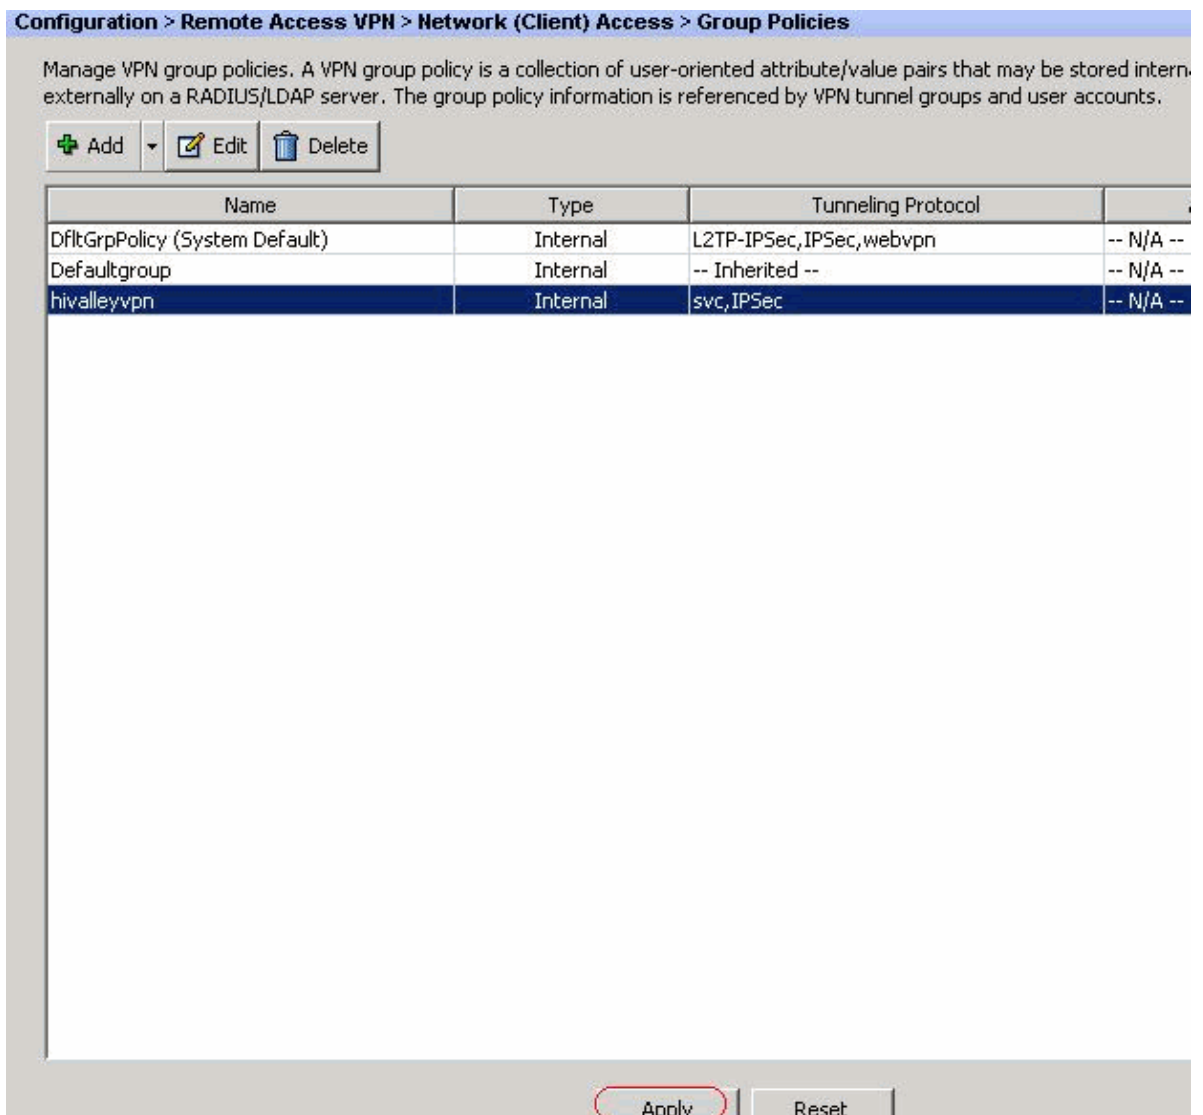 Configuration > Remote Access VPN > Network (Client) Access > Group Policies
Manage VPN group policies. A VPN group policy is a collection of user-oriented attribute/value pairs that may be stored
externally on a RADIUS/LDAP server. The group policy information is referenced by VPN tunnel groups and user accounts.
Add Edit Delete
Name Type Tunneling Protocol
DfltGrpPolicy (System Default) Internal L2TP-IPSec,IPSec,webvpn -- N/A --
Defaultgroup Internal -- Inherited -- -- N/A --
hivalleyvpn Internal svc,IPSec -- N/A --
Apply Reset